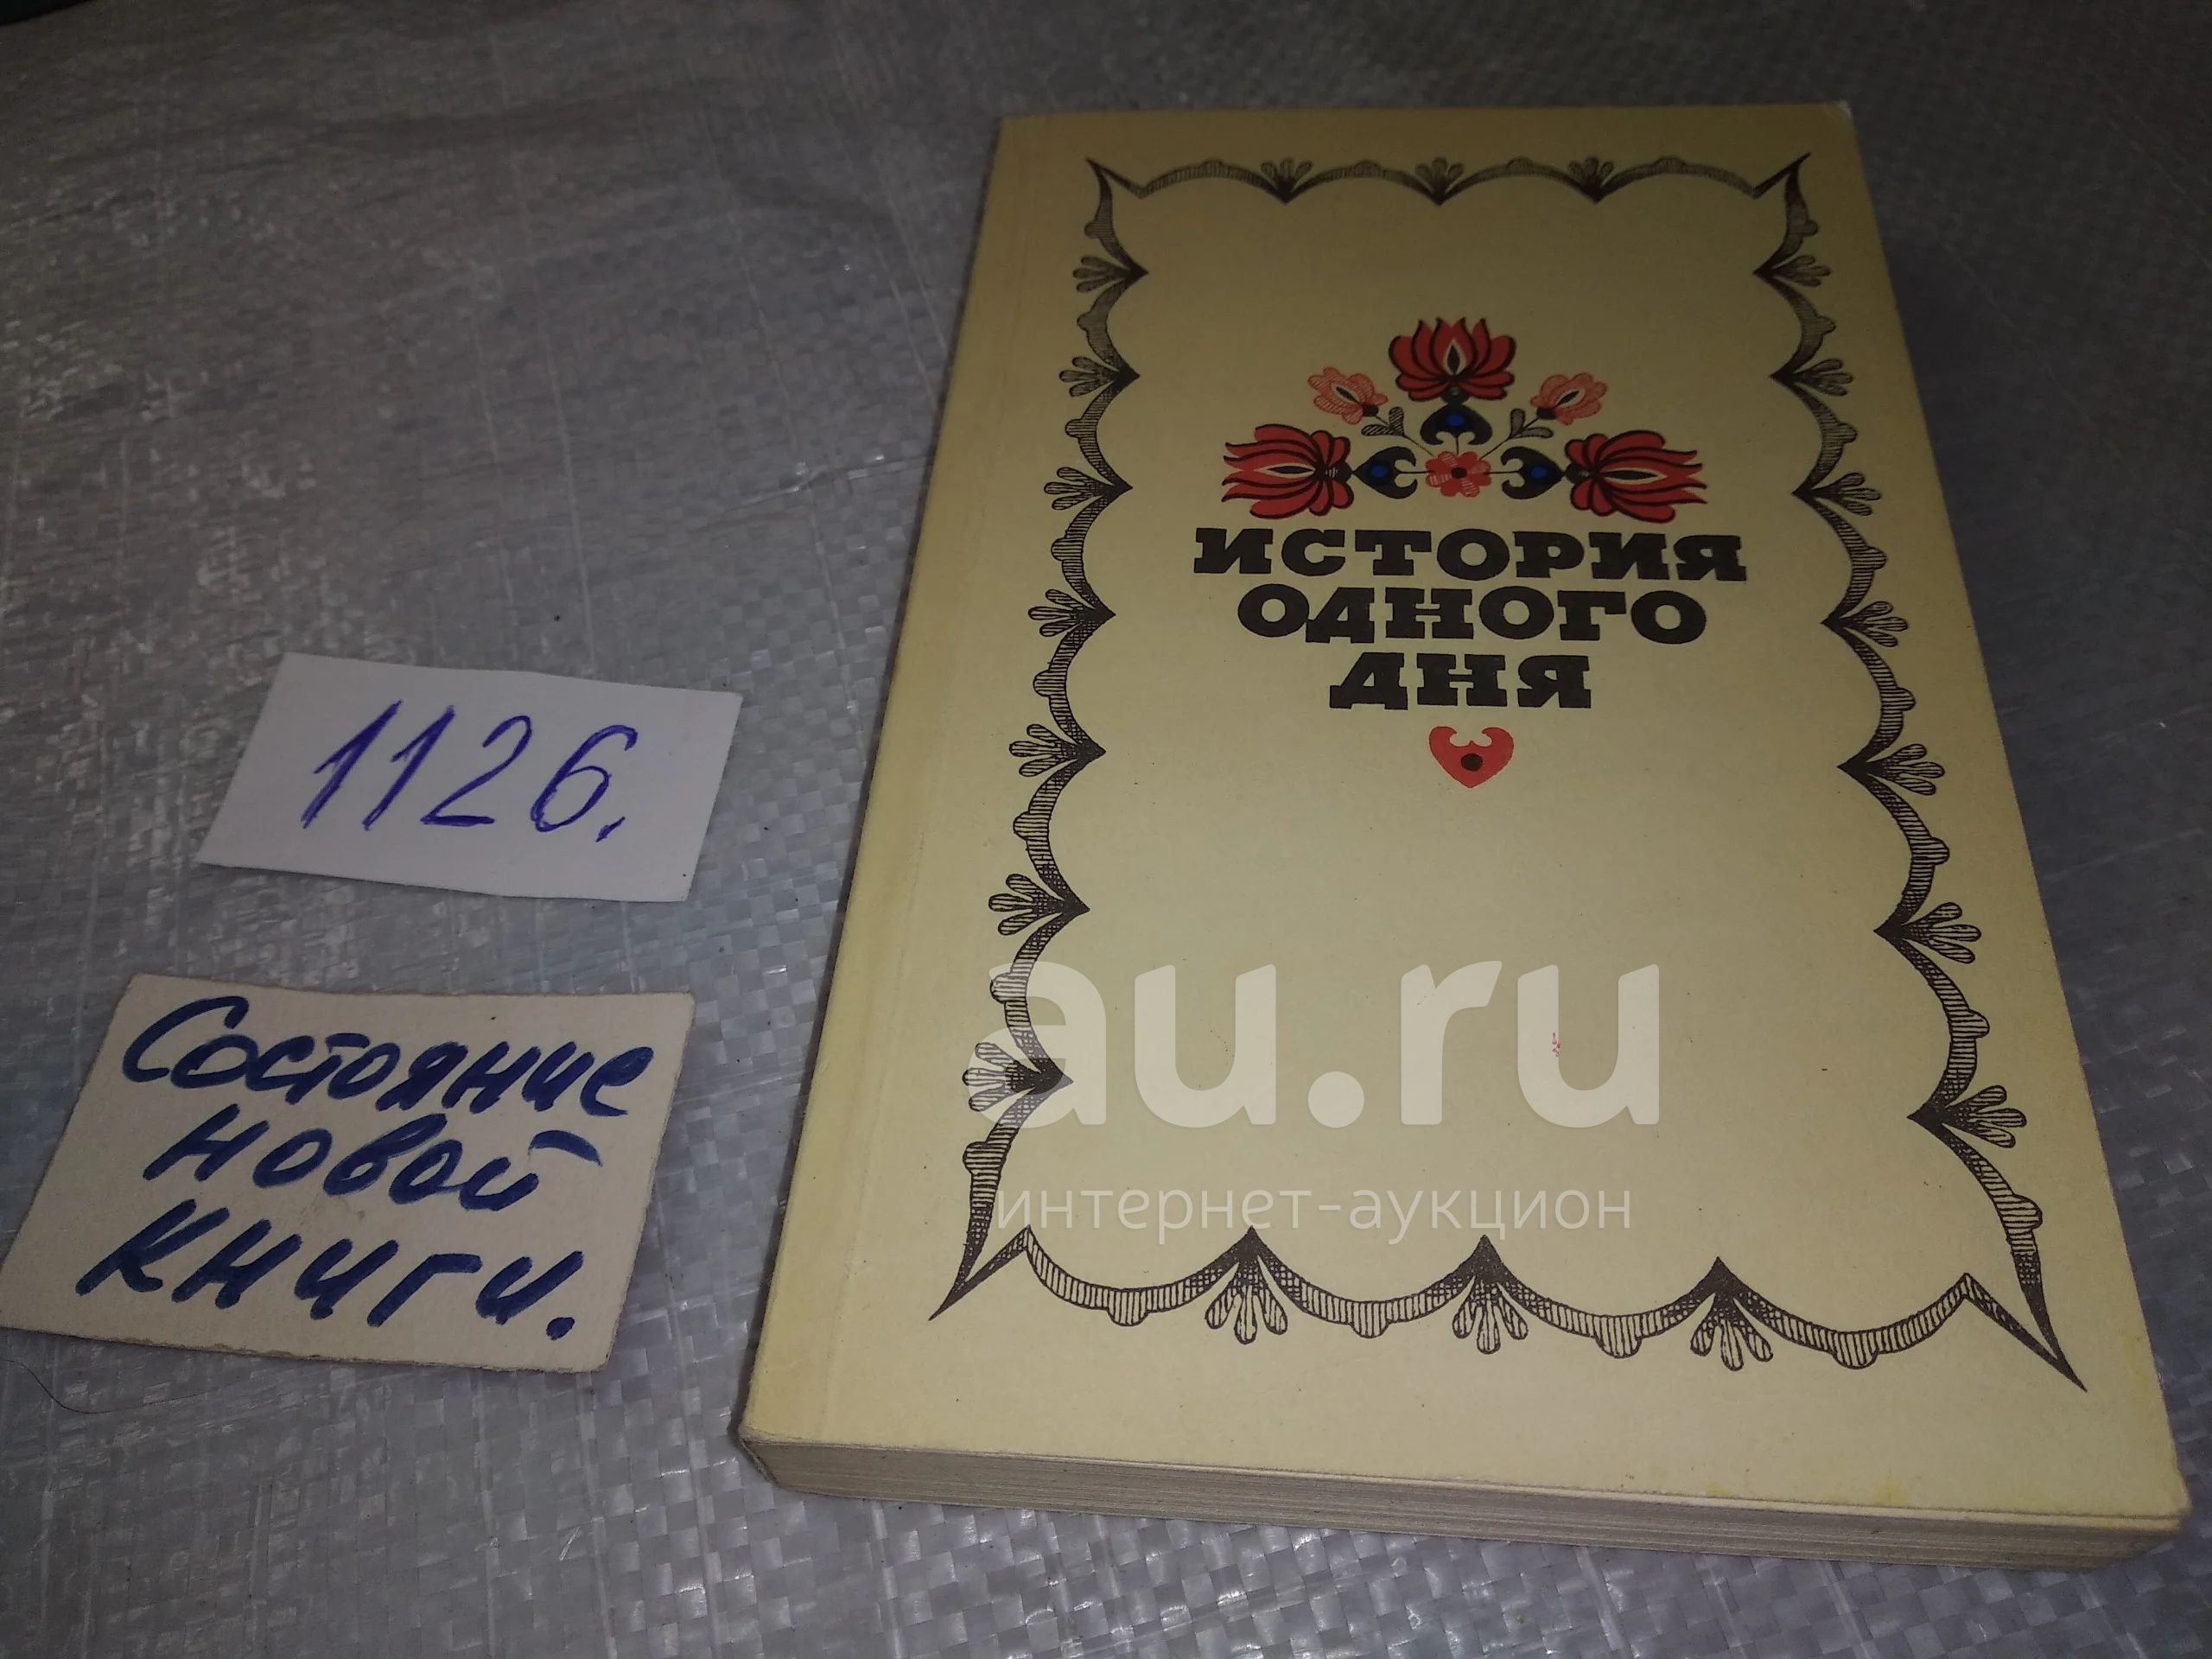 ИСТОРИЯ
ОДНОГО
ДНЯ
1126.
Состояние
новой
книги.
au.ru
интернет-аукцион